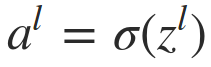 a^l = σ(z^l)